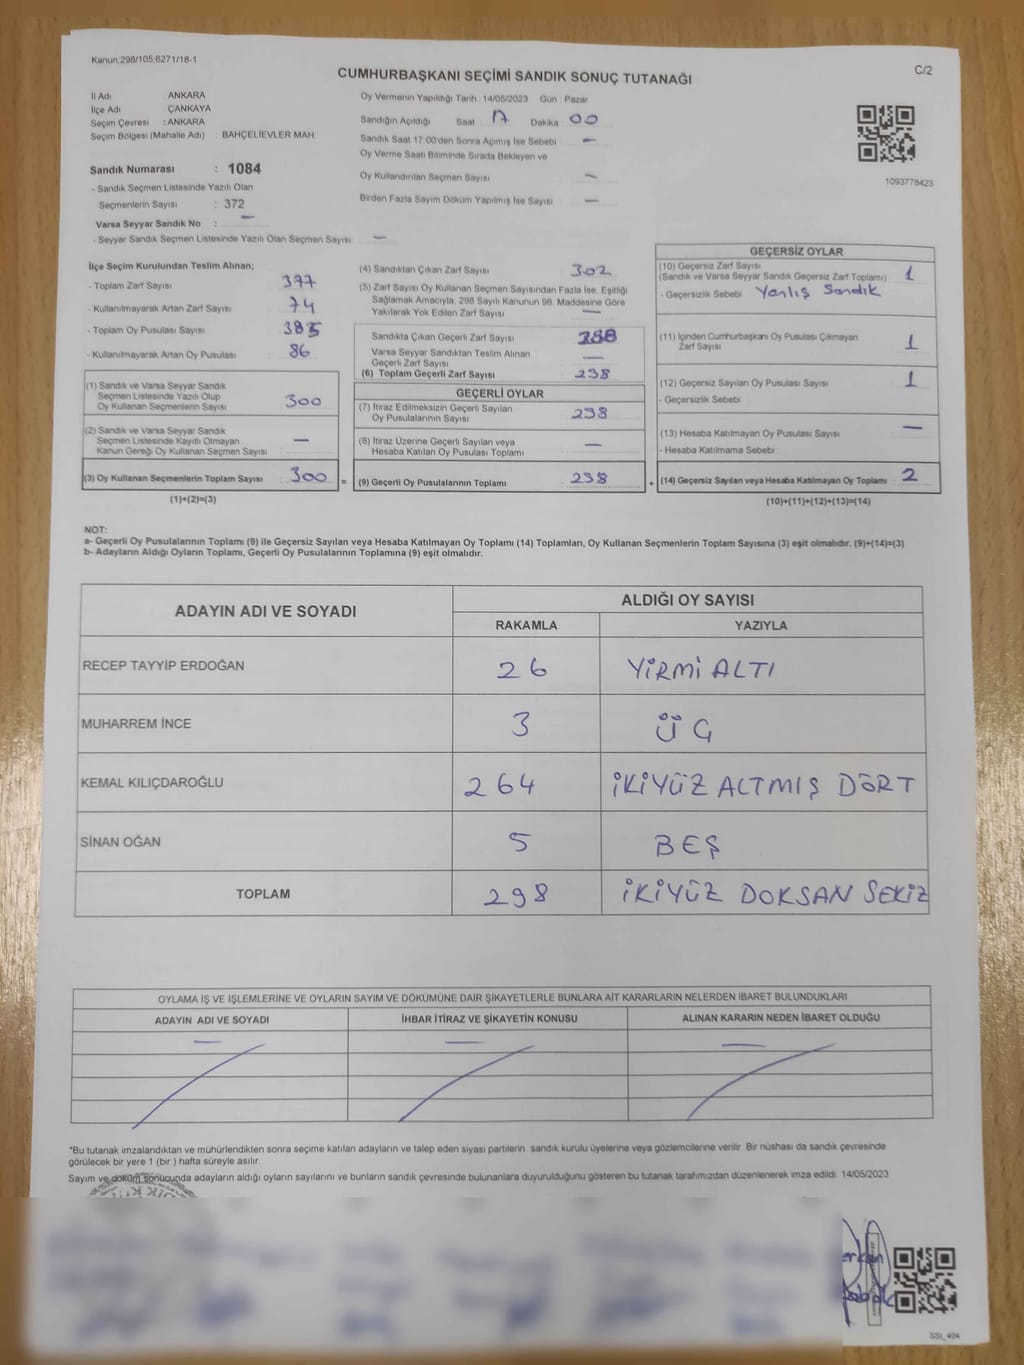 Kanun:298/105;6271/18-1
C/2
CUMHURBAŞKANI SEÇİMİ SANDIK SONUÇ TUTANAĞI
İl Adı ANKARA
İlçe Adı ÇANKAYA
Seçim Çevresi : ANKARA
Seçim Bölgesi (Mahalle Adı) : BAHÇELİEVLER MAH.
Sandık Numarası : 1084
- Sandık Seçmen Listesinde Yazılı Olan
Seçmenlerin Sayısı : 372
Varsa Seyyar Sandık No : –
- Seyyar Sandık Seçmen Listesinde Yazılı Olan Seçmen Sayısı –
Oy Vermenin Yapıldığı Tarih :14/05/2023 Gün : Pazar
Sandığın Açıldığı Saat 17 Dakika 00
Sandık Saat 17:00'den Sonra Açımış İse Sebebi –
Oy Verme Saati Bitiminde Sırada Bekleyen ve
Oy Kullandırılan Seçmen Sayısı –
Birden Fazla Sayım Döküm Yapılmış İse Sayısı –
1093778423
İlçe Seçim Kurulundan Teslim Alınan;
- Toplam Zarf Sayısı 377
- Kullanılmayarak Artan Zarf Sayısı 74
- Toplam Oy Pusulası Sayısı 385
- Kullanılmayarak Artan Oy Pusulası 86
(1) Sandık ve Varsa Seyyar Sandık
Seçmen Listesinde Yazılı Olup
Oy Kullanan Seçmenlerin Sayısı 300
(2) Sandık ve Varsa Seyyar Sandık
Seçmen Listesinde Kayıtlı Olmayan
Kanun Gereği Oy Kullanan Seçmen Sayısı –
(3) Oy Kullanan Seçmenlerin Toplam Sayısı 300 =
(1)+(2)=(3)
(4) Sandıktan Çıkan Zarf Sayısı 302
(5) Zarf Sayısı Oy Kullanan Seçmen Sayısından Fazla İse, Eşitliği
Sağlamak Amacıyla, 298 Sayılı Kanunun 98. Maddesine Göre
Yakılarak Yok Edilen Zarf Sayısı –
Sandıkta Çıkan Geçerli Zarf Sayısı
Varsa Seyyar Sandıktan Teslim Alınan
Geçerli Zarf Sayısı –
(6) Toplam Geçerli Zarf Sayısı 298
GEÇERLİ OYLAR
(7) İtiraz Edilmeksizin Geçerli Sayılan
Oy Pusulalarının Sayısı 298
(8) İtiraz Üzerine Geçerli Sayılan veya
Hesaba Katılan Oy Pusulası Toplamı –
(9) Geçerli Oy Pusulalarının Toplamı 298 +
GEÇERSİZ OYLAR
(10) Geçersiz Zarf Sayısı
(Sandık ve Varsa Seyyar Sandık Geçersiz Zarf Toplamı) 1
- Geçersizlik Sebebi Yanlış Sandık
(11) İçinden Cumhurbaşkanı Oy Pusulası Çıkmayan
Zarf Sayısı 1
(12) Geçersiz Sayılan Oy Pusulası Sayısı 1
- Geçersizlik Sebebi
(13) Hesaba Katılmayan Oy Pusulası Sayısı –
- Hesaba Katılmama Sebebi :
(14) Geçersiz Sayılan veya Hesaba Katılmayan Oy Toplamı 2
(10)+(11)+(12)+(13)=(14)
NOT:
a- Geçerli Oy Pusulalarının Toplamı (9) ile Geçersiz Sayılan veya Hesaba Katılmayan Oy Toplamı (14) Toplamları, Oy Kullanan Seçmenlerin Toplam Sayısına (3) eşit olmalıdır. (9)+(14)=(3)
b- Adayların Aldığı Oyların Toplamı, Geçerli Oy Pusulalarının Toplamına (9) eşit olmalıdır.
ADAYIN ADI VE SOYADI ALDIĞI OY SAYISI
RAKAMLA YAZIYLA
RECEP TAYYİP ERDOĞAN 26 YİRMİ ALTI
MUHARREM İNCE 3 ÜÇ
KEMAL KILIÇDAROĞLU 264 İKİYÜZ ALTMIŞ DÖRT
SİNAN OĞAN 5 BEŞ
TOPLAM 298 İKİYÜZ DOKSAN SEKİZ
OYLAMA İŞ VE İŞLEMLERİNE VE OYLARIN SAYIM VE DÖKÜMÜNE DAİR ŞİKAYETLERLE BUNLARA AİT KARARLARIN NELERDEN İBARET BULUNDUKLARI
ADAYIN ADI VE SOYADI İHBAR İTİRAZ VE ŞİKAYETİN KONUSU ALINAN KARARIN NEDEN İBARET OLDUĞU
– – –
*Bu tutanak imzalandıktan ve mühürlendikten sonra seçime katılan adayların ve talep eden siyasi partilerin sandık kurulu üyelerine veya gözlemcilerine verilir. Bir nüshası da sandık çevresinde
görülecek bir yere 1 (bir ) hafta süreyle asılır.
Sayım ve döküm sonucunda adayların aldığı oyların sayılarını ve bunların sandık çevresinde bulunanlara duyurulduğunu gösteren bu tutanak tarafımızdan düzenlenerek imza edildi. 14/05/2023
SSI_404